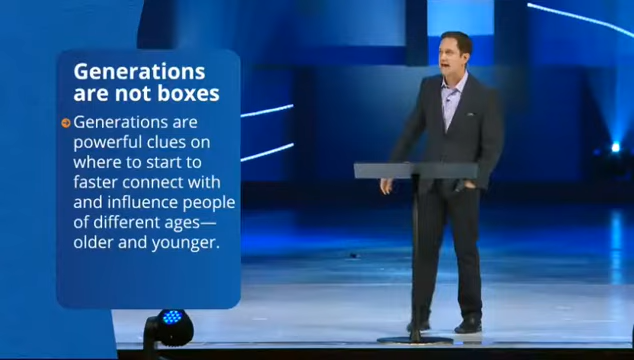 Generations
are not boxes
Generations are
powerful clues on
where to start to
faster connect with
and influence people
of different ages—
older and younger.